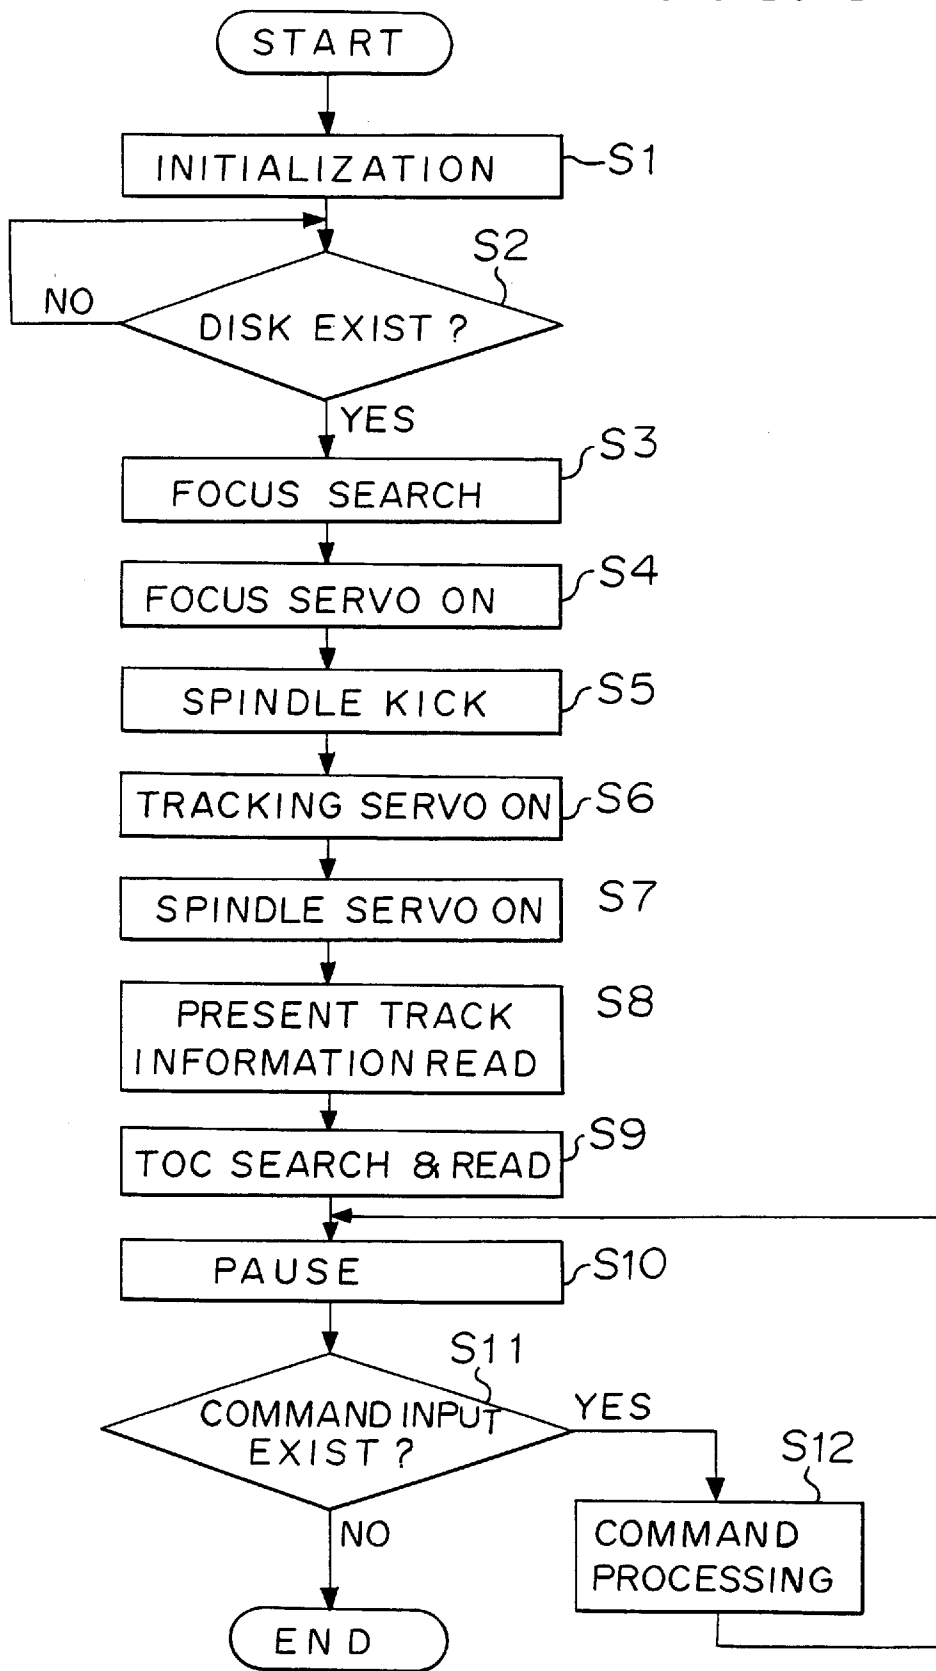 START
INITIALIZATION
S1
S2
NO
DISK EXIST ?
YES
S3
FOCUS SEARCH
S4
FOCUS SERVO ON
S5
SPINDLE KICK
S6
TRACKING SERVO ON
S7
SPINDLE SERVO ON
S8
PRESENT TRACK
INFORMATION READ
S9
TOC SEARCH & READ
S10
PAUSE
S11
COMMAND INPUT
EXIST ?
YES
S12
NO
COMMAND
PROCESSING
END